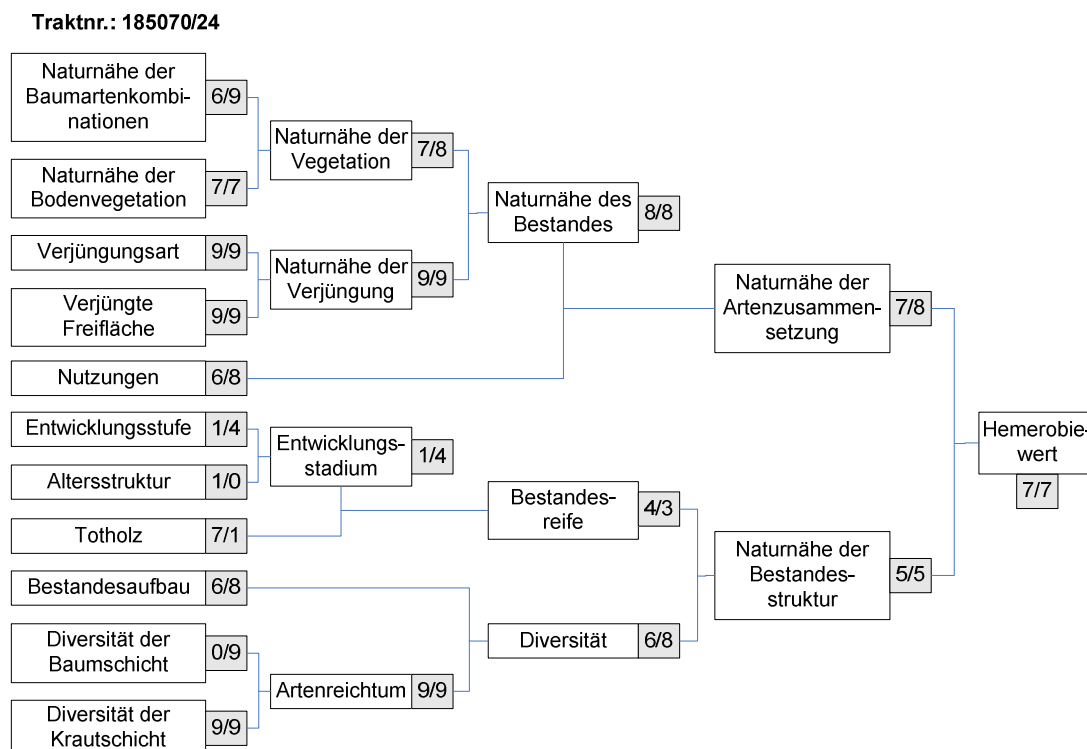 Traktnr.: 185070/24
Naturnähe der
Baumartenkombi-
nationen
6/9
Naturnähe der
Bodenvegetation
7/7
Verjüngungsart
9/9
Verjüngte
Freifläche
9/9
Nutzungen
6/8
Entwicklungsstufe
1/4
Altersstruktur
1/0
Totholz
7/1
Bestandesaufbau
6/8
Diversität der
Baumschicht
0/9
Diversität der
Krautschicht
9/9
Naturnähe der
Vegetation
7/8
Naturnähe der
Verjüngung
9/9
Entwicklungs-
stadium
1/4
Artenreichtum
9/9
Naturnähe des
Bestandes
8/8
Bestandes-
reife
4/3
Diversität
6/8
Naturnähe der
Artenzusammen-
setzung
7/8
Naturnähe der
Bestandes-
struktur
5/5
Hemerobie-
wert
7/7